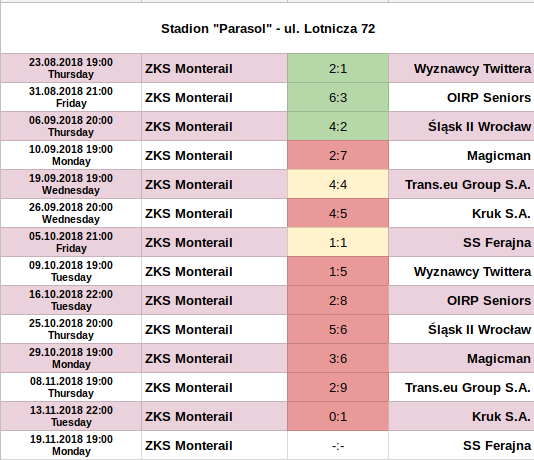 Stadion "Parasol" - ul. Lotnicza 72
23.08.2018 19:00
Thursday
ZKS Monterail
2:1
Wyznawcy Twittera
31.08.2018 21:00
Friday
ZKS Monterail
6:3
OIRP Seniors
06.09.2018 20:00
Thursday
ZKS Monterail
4:2
Śląsk II Wrocław
10.09.2018 19:00
Monday
ZKS Monterail
2:7
Magicman
19.09.2018 19:00
Wednesday
ZKS Monterail
4:4
Trans.eu Group S.A.
26.09.2018 20:00
Wednesday
ZKS Monterail
4:5
Kruk S.A.
05.10.2018 21:00
Friday
ZKS Monterail
1:1
SS Ferajna
09.10.2018 19:00
Tuesday
ZKS Monterail
1:5
Wyznawcy Twittera
16.10.2018 22:00
Tuesday
ZKS Monterail
2:8
OIRP Seniors
25.10.2018 20:00
Thursday
ZKS Monterail
5:6
Śląsk II Wrocław
29.10.2018 19:00
Monday
ZKS Monterail
3:6
Magicman
08.11.2018 19:00
Thursday
ZKS Monterail
2:9
Trans.eu Group S.A.
13.11.2018 22:00
Tuesday
ZKS Monterail
0:1
Kruk S.A.
19.11.2018 19:00
Monday
ZKS Monterail
-:-
SS Ferajna